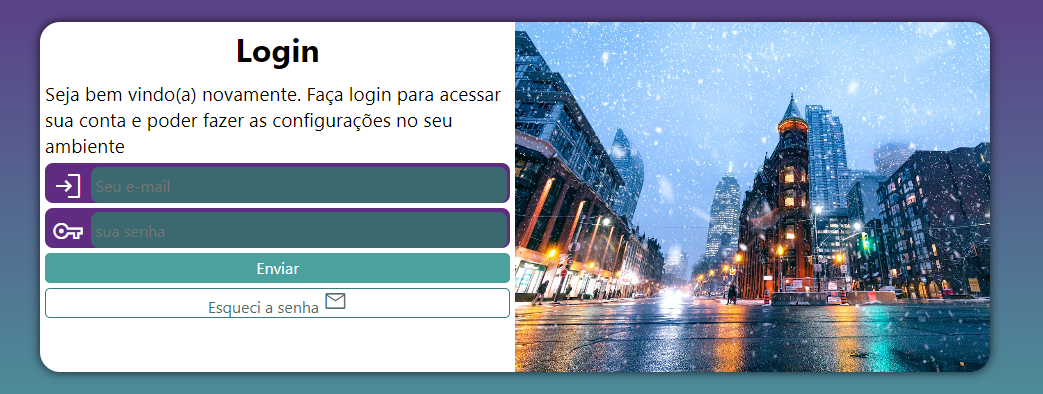 Login
Seja bem vindo(a) novamente. Faça login para acessar
sua conta e poder fazer as configurações no seu
ambiente
Seu e-mail
sua senha
Enviar
Esqueci a senha